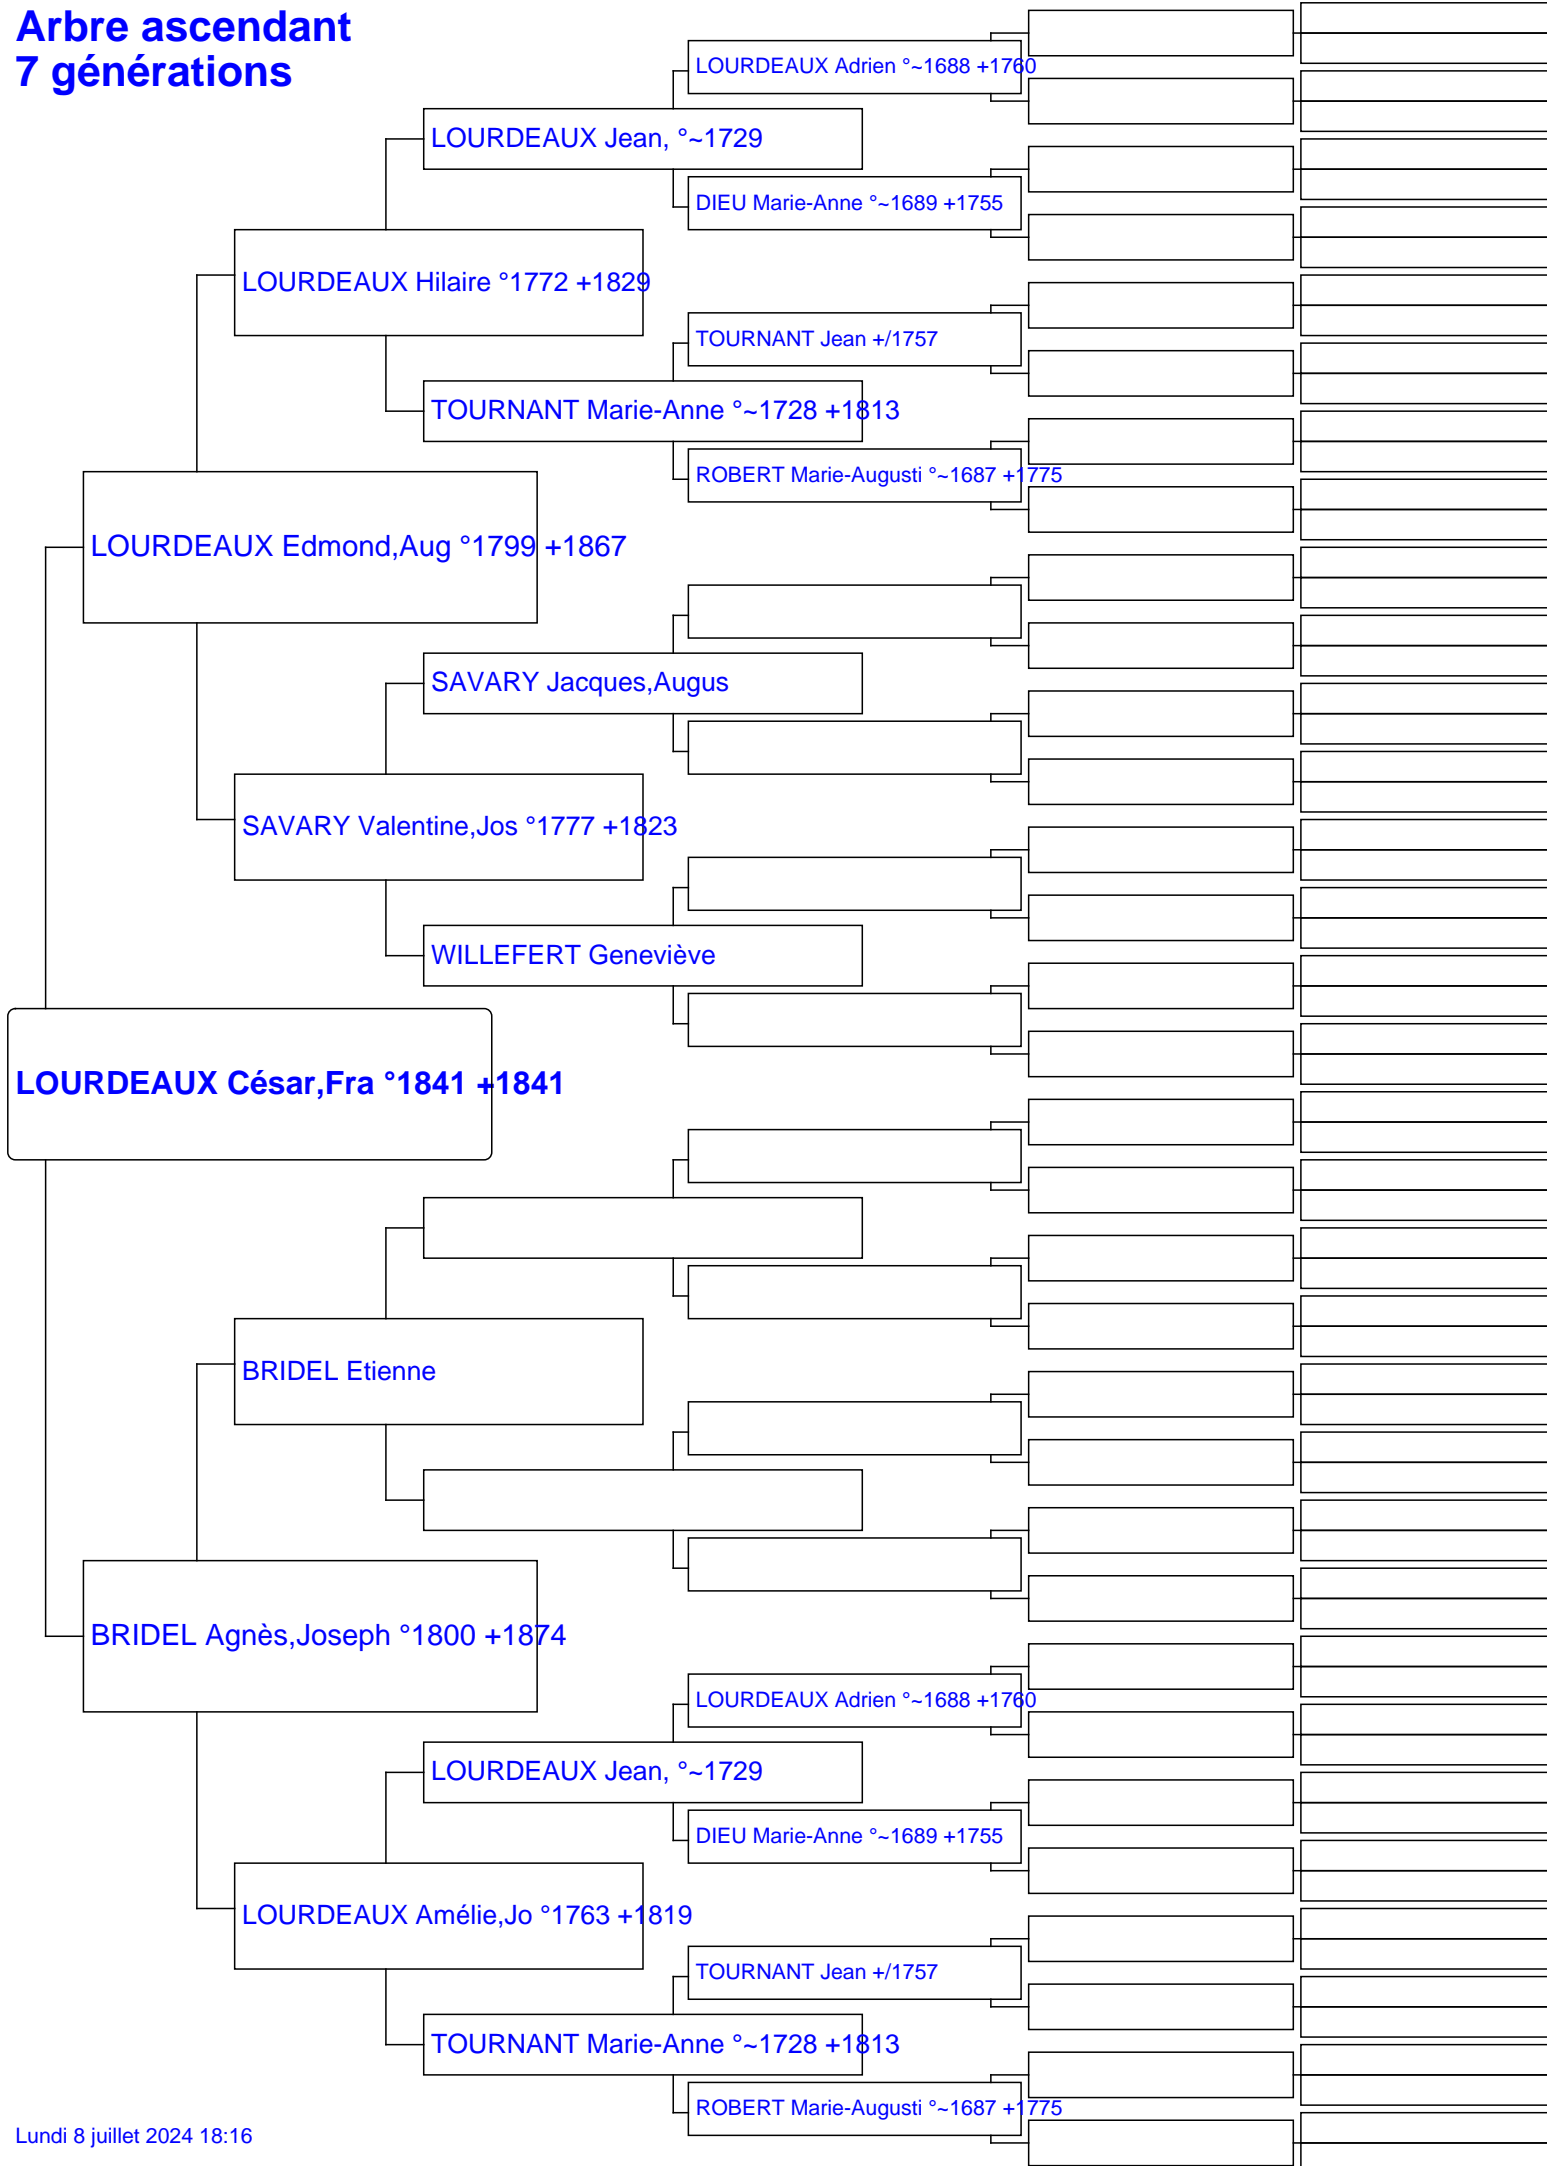 Arbre ascendant
7 générations
LOURDEAUX Adrien °~1688 +1760
LOURDEAUX Jean, °~1729
DIEU Marie-Anne °~1689 +1755
LOURDEAUX Hilaire °1772 +1829
TOURNANT Jean +/1757
TOURNANT Marie-Anne °~1728 +1813
ROBERT Marie-Augusti °~1687 +1775
LOURDEAUX Edmond,Aug °1799 +1867
SAVARY Jacques,Augus
SAVARY Valentine,Jos °1777 +1823
WILLEFERT Geneviève
LOURDEAUX César,Fra °1841 +1841
BRIDEL Etienne
BRIDEL Agnès,Joseph °1800 +1874
LOURDEAUX Adrien °~1688 +1760
LOURDEAUX Jean, °~1729
DIEU Marie-Anne °~1689 +1755
LOURDEAUX Amélie,Jo °1763 +1819
TOURNANT Jean +/1757
TOURNANT Marie-Anne °~1728 +1813
ROBERT Marie-Augusti °~1687 +1775
Lundi 8 juillet 2024 18:16